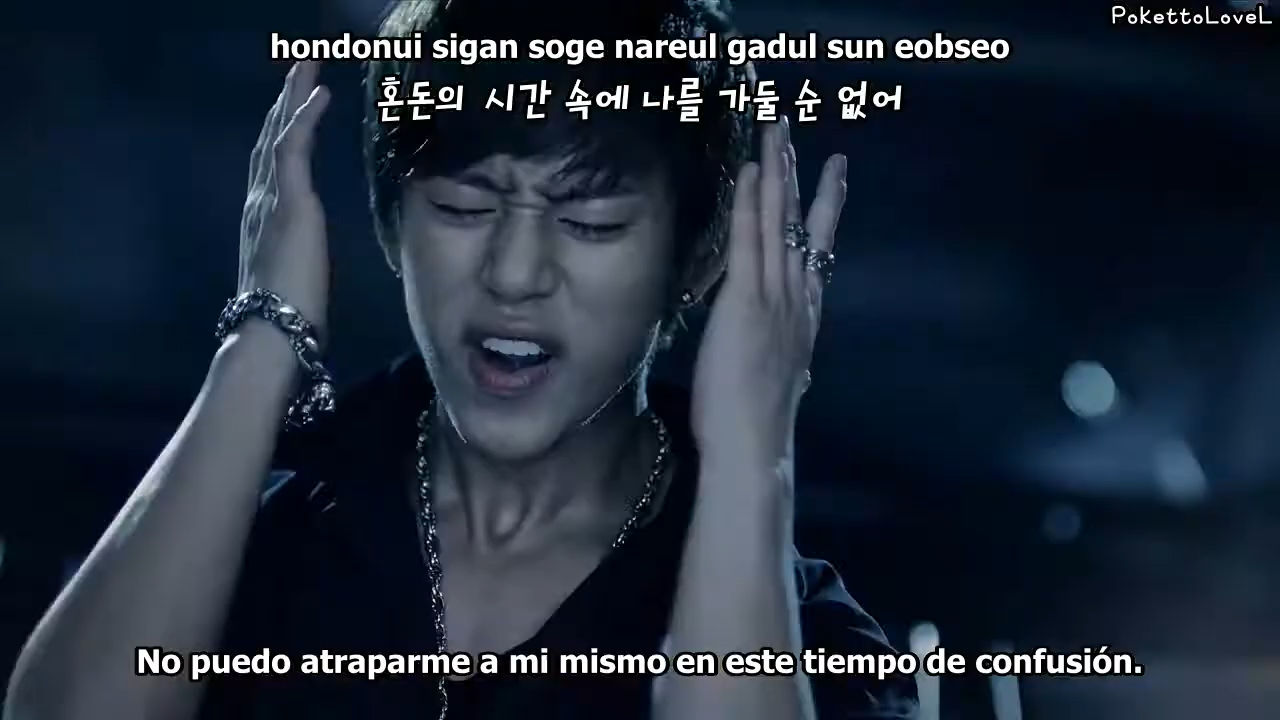 PokettoLoveL
hondonui sigan soge nareul gadul sun eobseo
혼돈의 시간 속에 나를 가둘 순 없어
No puedo atraparme a mi mismo en este tiempo de confusión.